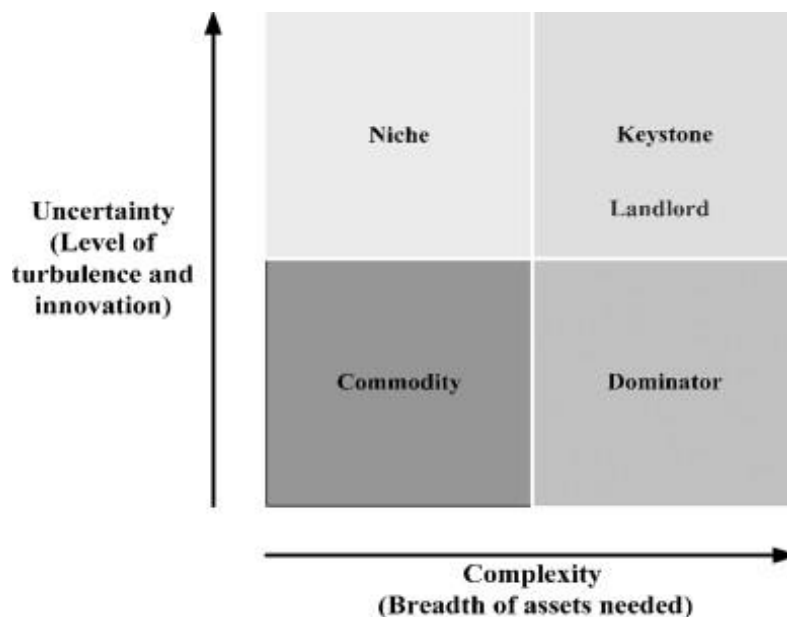 Niche
Keystone
Landlord
Uncertainty
(Level of
turbulence and
innovation)
Commodity
Dominator
Complexity
(Breadth of assets needed)